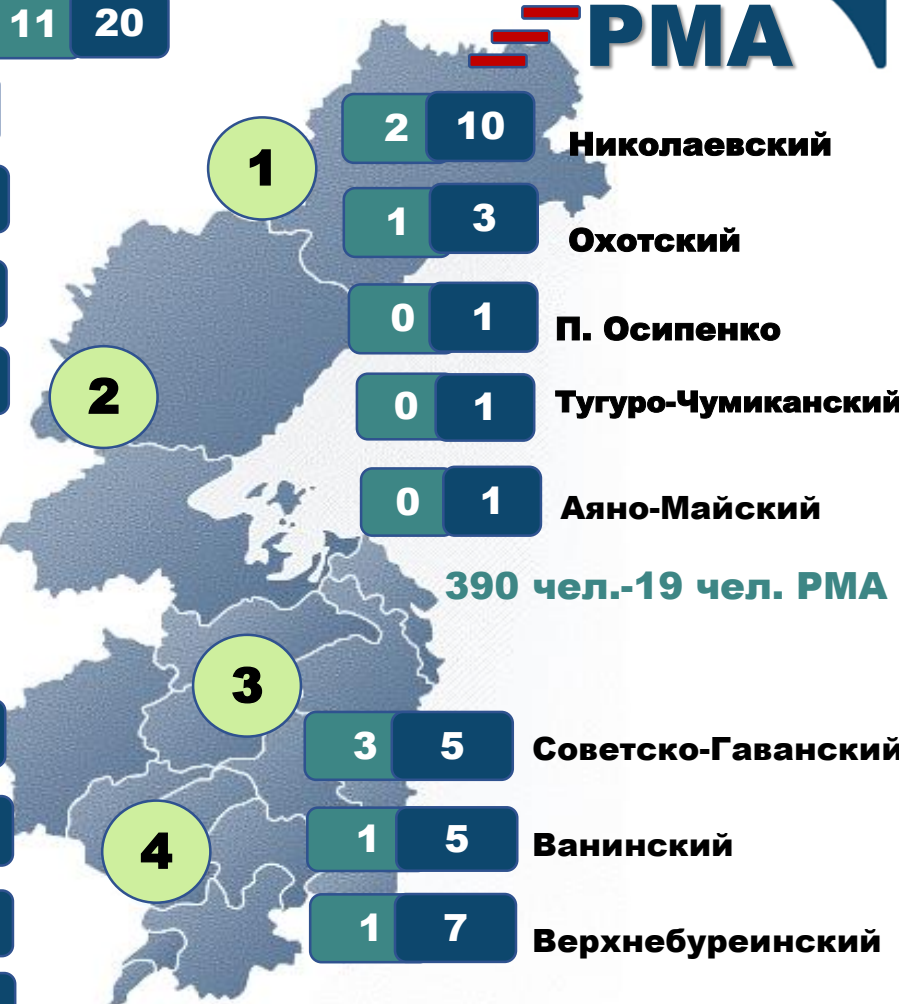 11 20
РМА
1
2 10 Николаевский
1 3 Охотский
0 1 П. Осипенко
2
0 1 Тугуро-Чумиканский
0 1 Аяно-Майский
390 чел.-19 чел. РМА
3
3 5 Советско-Гаванский
4
1 5 Ванинский
1 7 Верхнебуреинский